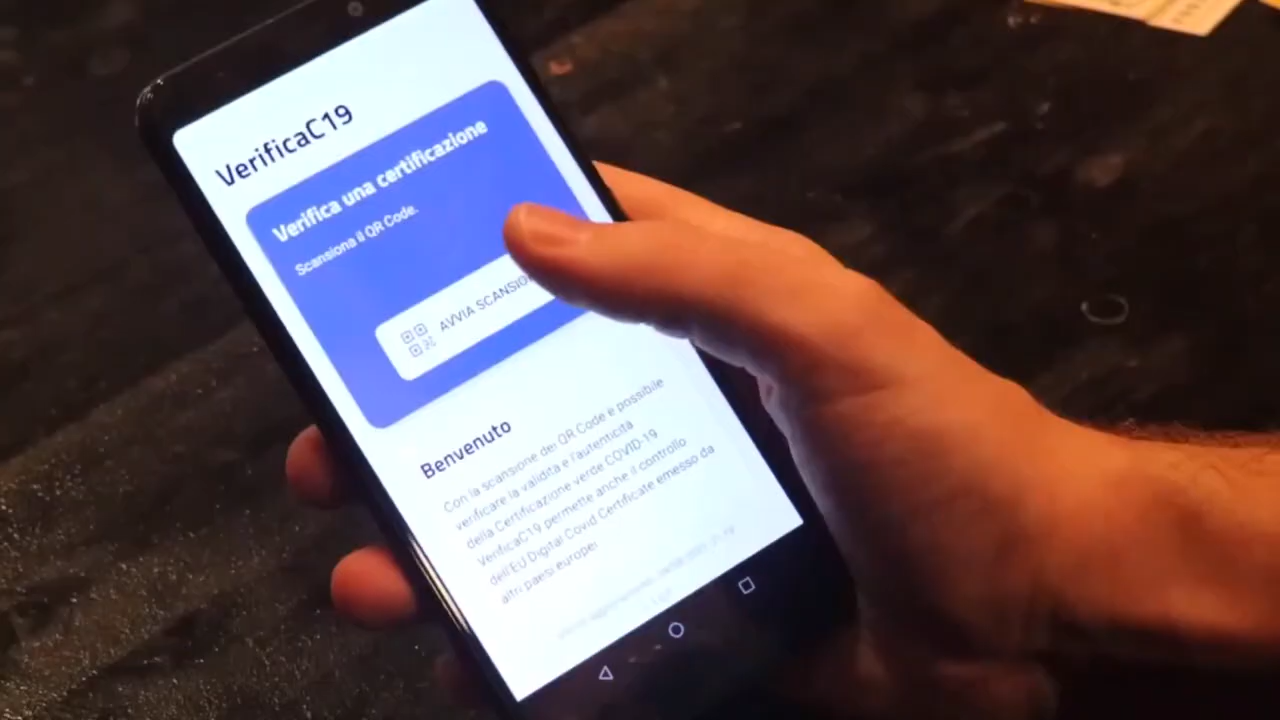 VerificaC19
Verifica una certificazione
Scansiona il QR Code.
AVVIA
Benvenuto
Con la scansione dei QR Code è possibile
verificare la validità e l'autenticità
della Certificazione verde COVID-19
VerificaC19 permette anche il controllo
dell'EU Digital Covid Certificate emesso da
altri paesi europei